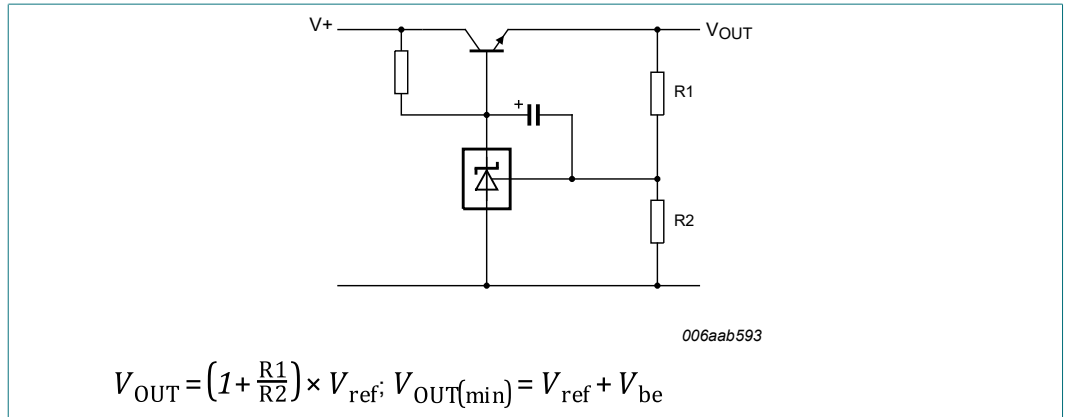 V+
VOUT
R1
+
R2
006aab593
VOUT = (1 + R1/R2) × Vref; VOUT(min) = Vref + Vbe